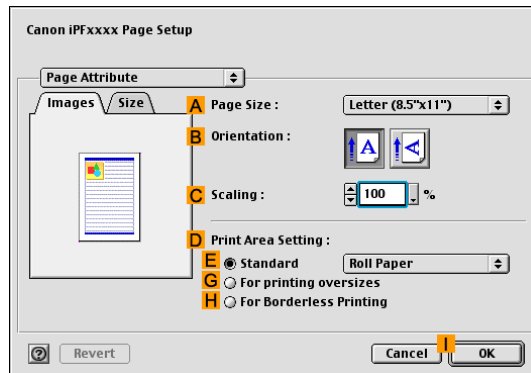 Canon iPFxxxx Page Setup
Page Attribute
Images Size
A Page Size : Letter (8.5"x11")
B Orientation : A A
C Scaling : 100 %
D Print Area Setting :
E Standard Roll Paper
G For printing oversizes
H For Borderless Printing
? Revert Cancel I OK